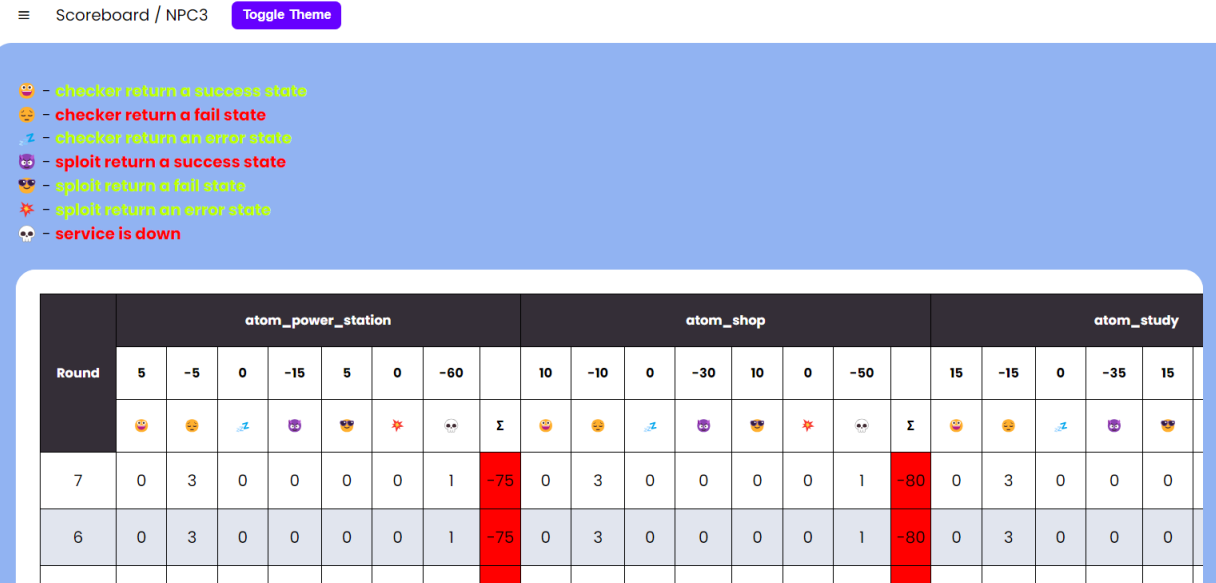 Scoreboard / NPC3 Toggle Theme
- checker return a success state
- checker return a fail state
- checker return an error state
- sploit return a success state
- sploit return a fail state
- sploit return an error state
- service is down
Round atom_power_station atom_shop atom_study
5 -5 0 -15 5 0 -60 10 -10 0 -30 10 0 -50 15 -15 0 -35 15
Σ Σ
7 0 3 0 0 0 0 1 -75 0 3 0 0 0 0 1 -80 0 3 0 0 0
6 0 3 0 0 0 0 1 -75 0 3 0 0 0 0 1 -80 0 3 0 0 0